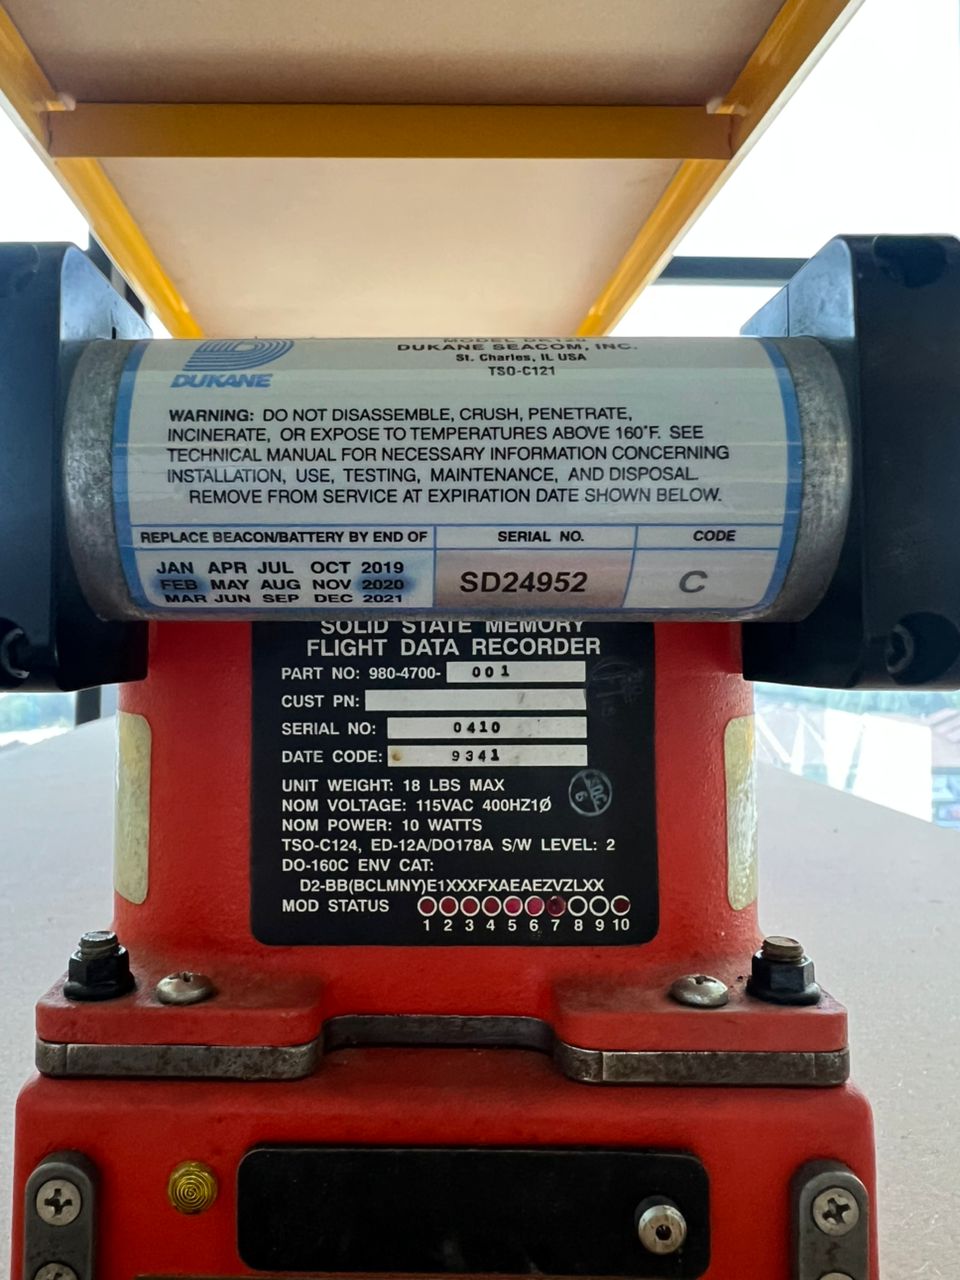 DUKANE
DUKANE SEACOM, INC.
St. Charles, IL USA
TSO-C121
WARNING: DO NOT DISASSEMBLE, CRUSH, PENETRATE,
INCINERATE, OR EXPOSE TO TEMPERATURES ABOVE 160°F. SEE
TECHNICAL MANUAL FOR NECESSARY INFORMATION CONCERNING
INSTALLATION, USE, TESTING, MAINTENANCE, AND DISPOSAL.
REMOVE FROM SERVICE AT EXPIRATION DATE SHOWN BELOW.
REPLACE BEACON/BATTERY BY END OF SERIAL NO. CODE
JAN APR JUL OCT 2019
FEB MAY AUG NOV 2020
MAR JUN SEP DEC 2021
SD24952 C
SOLID STATE MEMORY
FLIGHT DATA RECORDER
PART NO: 980-4700- 001
CUST PN:
SERIAL NO: 0410
DATE CODE: 9341
UNIT WEIGHT: 18 LBS MAX
NOM VOLTAGE: 115VAC 400HZ1Ø
NOM POWER: 10 WATTS
TSO-C124, ED-12A/DO178A S/W LEVEL: 2
DO-160C ENV CAT:
D2-BB(BCLMNY)E1XXXFXAEAEZVZLXX
MOD STATUS
1 2 3 4 5 6 7 8 9 10